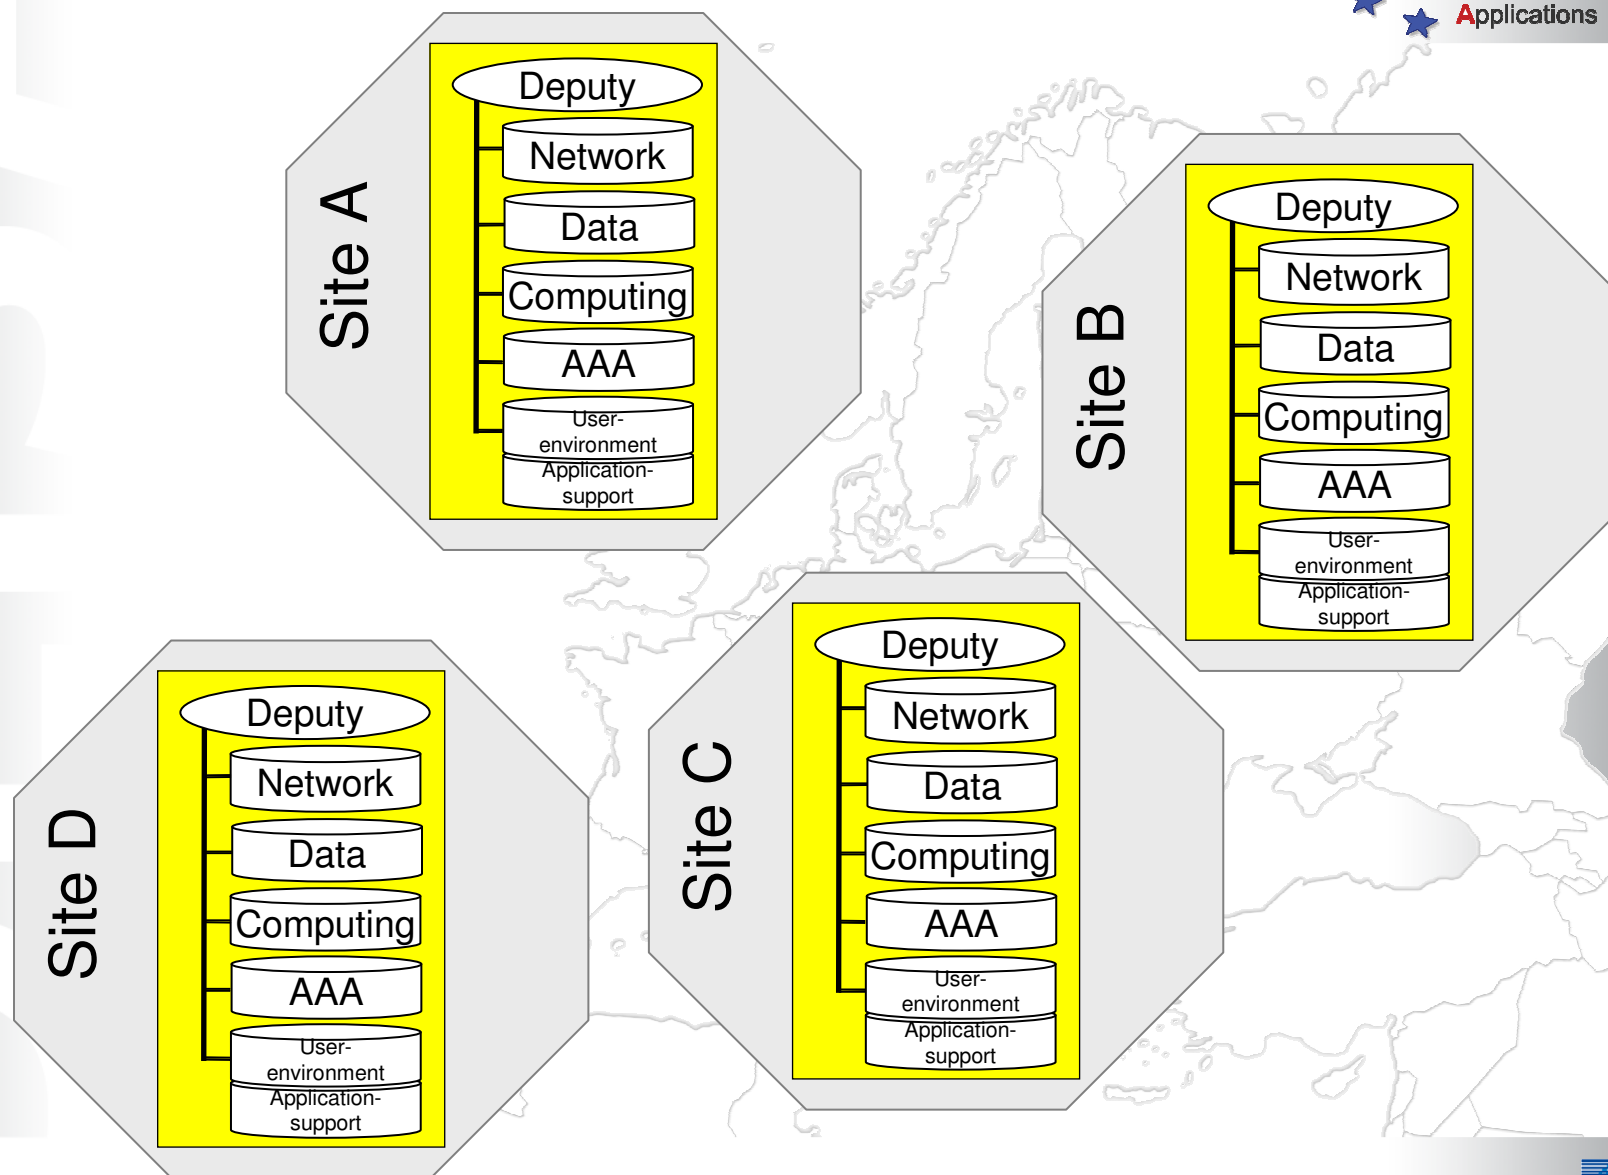 Applications
Site A
Deputy
Network
Data
Computing
AAA
User-
environment
Application-
support
Site B
Deputy
Network
Data
Computing
AAA
User-
environment
Application-
support
Site C
Deputy
Network
Data
Computing
AAA
User-
environment
Application-
support
Site D
Deputy
Network
Data
Computing
AAA
User-
environment
Application-
support